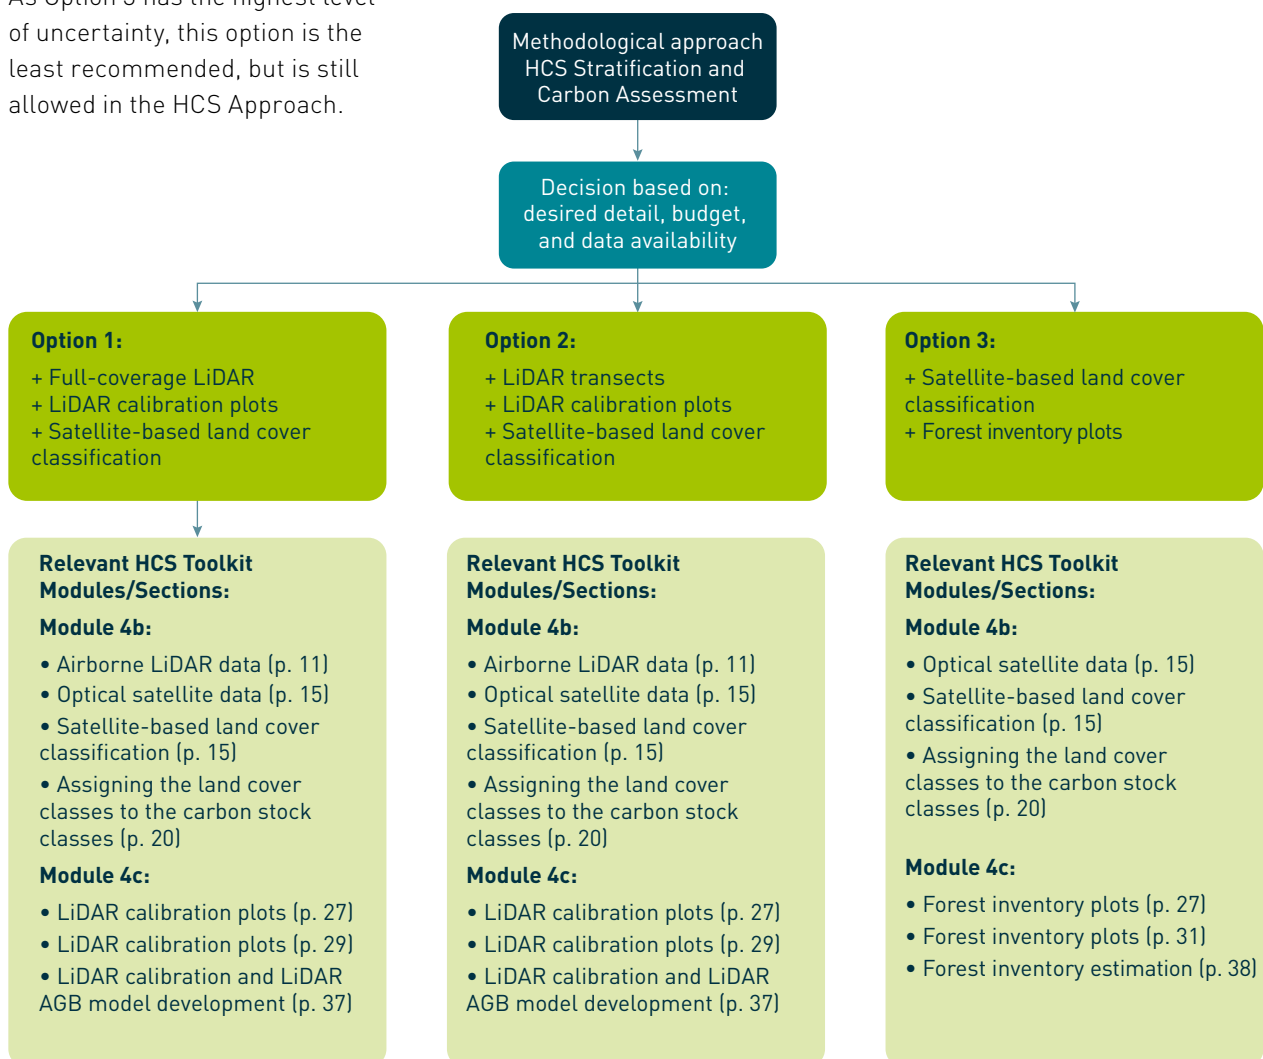 As Option 3 has the highest level
of uncertainty, this option is the
least recommended, but is still
allowed in the HCS Approach.
Methodological approach
HCS Stratification and
Carbon Assessment
Decision based on:
desired detail, budget,
and data availability
Option 1:
+ Full-coverage LiDAR
+ LiDAR calibration plots
+ Satellite-based land cover
classification
Option 2:
+ LiDAR transects
+ LiDAR calibration plots
+ Satellite-based land cover
classification
Option 3:
+ Satellite-based land cover
classification
+ Forest inventory plots
Relevant HCS Toolkit
Modules/Sections:
Module 4b:
• Airborne LiDAR data (p. 11)
• Optical satellite data (p. 15)
• Satellite-based land cover
classification (p. 15)
• Assigning the land cover
classes to the carbon stock
classes (p. 20)
Module 4c:
• LiDAR calibration plots (p. 27)
• LiDAR calibration plots (p. 29)
• LiDAR calibration and LiDAR
AGB model development (p. 37)
Relevant HCS Toolkit
Modules/Sections:
Module 4b:
• Airborne LiDAR data (p. 11)
• Optical satellite data (p. 15)
• Satellite-based land cover
classification (p. 15)
• Assigning the land cover
classes to the carbon stock
classes (p. 20)
Module 4c:
• LiDAR calibration plots (p. 27)
• LiDAR calibration plots (p. 29)
• LiDAR calibration and LiDAR
AGB model development (p. 37)
Relevant HCS Toolkit
Modules/Sections:
Module 4b:
• Optical satellite data (p. 15)
• Satellite-based land cover
classification (p. 15)
• Assigning the land cover
classes to the carbon stock
classes (p. 20)
Module 4c:
• Forest inventory plots (p. 27)
• Forest inventory plots (p. 31)
• Forest inventory estimation (p. 38)